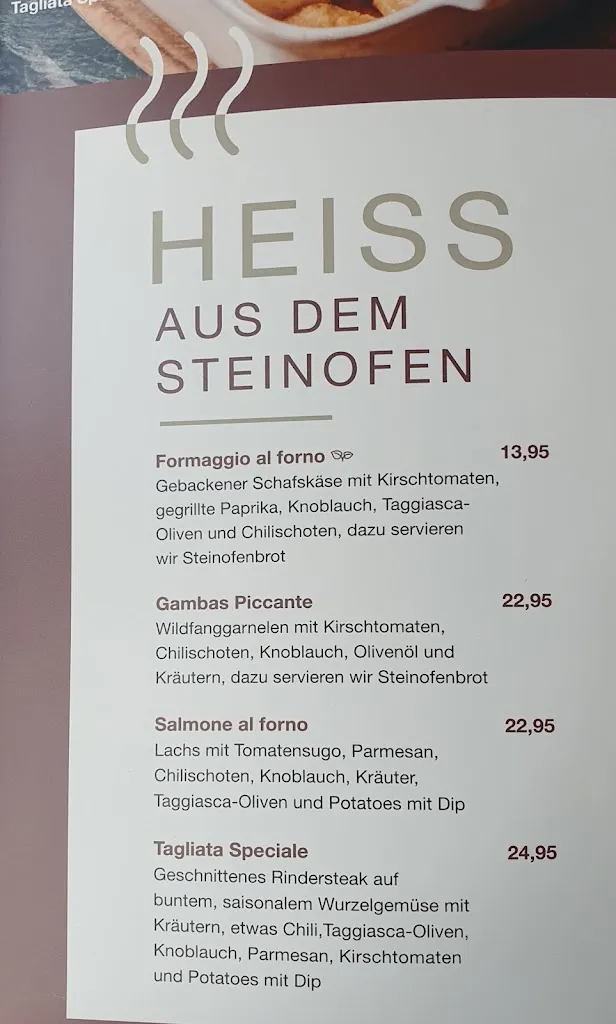 Tagliata Sp
HEISS
AUS DEM
STEINOFEN
Formaggio al forno 13,95
Gebackener Schafskäse mit Kirschtomaten,
gegrillte Paprika, Knoblauch, Taggiasca-
Oliven und Chilischoten, dazu servieren
wir Steinofenbrot
Gambas Piccante 22,95
Wildfanggarnelen mit Kirschtomaten,
Chilischoten, Knoblauch, Olivenöl und
Kräutern, dazu servieren wir Steinofenbrot
Salmone al forno 22,95
Lachs mit Tomatensugo, Parmesan,
Chilischoten, Knoblauch, Kräuter,
Taggiasca-Oliven und Potatoes mit Dip
Tagliata Speciale 24,95
Geschnittenes Rindersteak auf
buntem, saisonalem Wurzelgemüse mit
Kräutern, etwas Chili,Taggiasca-Oliven,
Knoblauch, Parmesan, Kirschtomaten
und Potatoes mit Dip